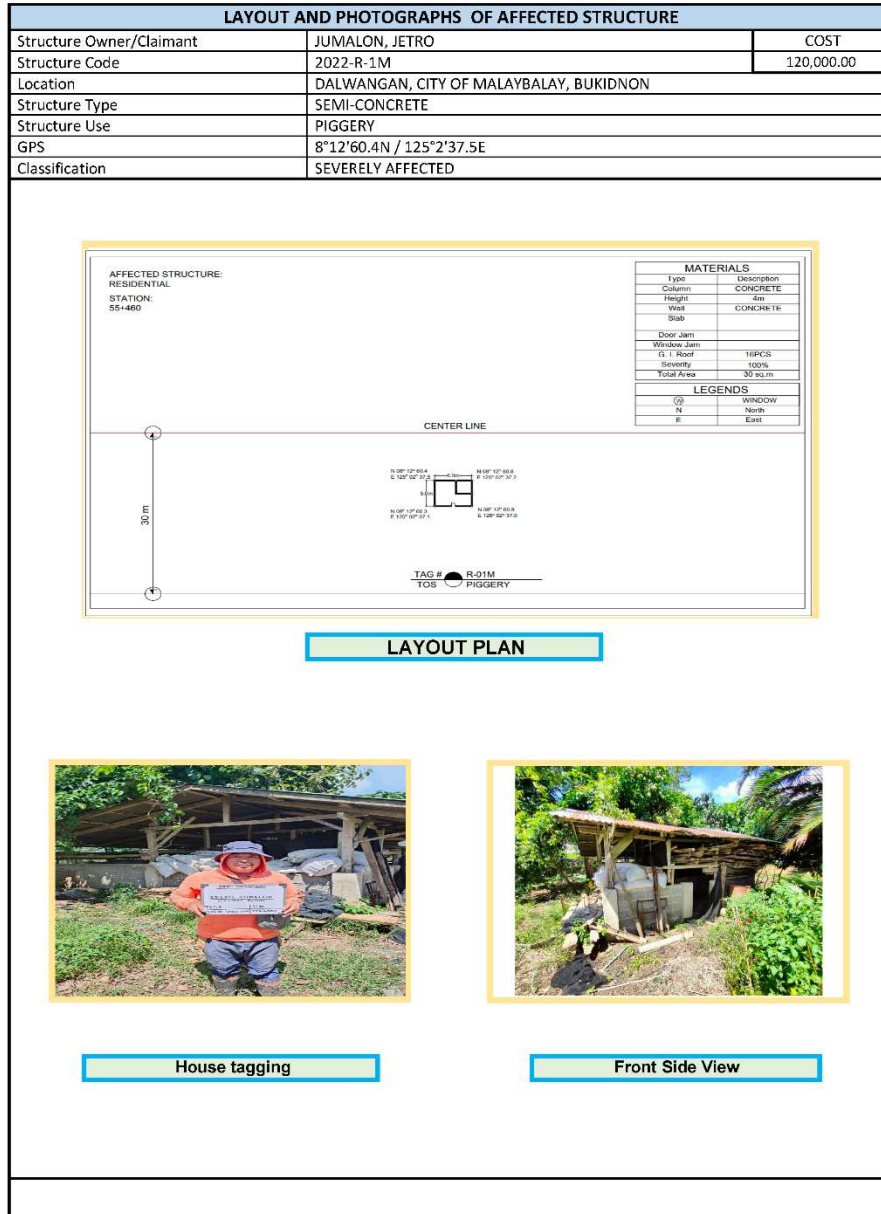 LAYOUT AND PHOTOGRAPHS OF AFFECTED STRUCTURE
Structure Owner/Claimant JUMALON, JETRO COST
Structure Code 2022-R-1M 120,000.00
Location DALWANGAN, CITY OF MALAYBALAY, BUKIDNON
Structure Type SEMI-CONCRETE
Structure Use PIGGERY
GPS 8°12'60.4N / 125°2'37.5E
Classification SEVERELY AFFECTED
AFFECTED STRUCTURE:
RESIDENTIAL
STATION:
55+460
MATERIALS
Type Description
Column CONCRETE
Height 4m
Wall CONCRETE
Slab
Door Jam
Window Jam
G. I. Roof 16PCS
Severity 100%
Total Area 30 sq.m
LEGENDS
W WINDOW
N North
E East
CENTER LINE
30 m
TAG # R-01M
TOS PIGGERY
LAYOUT PLAN
House tagging
Front Side View